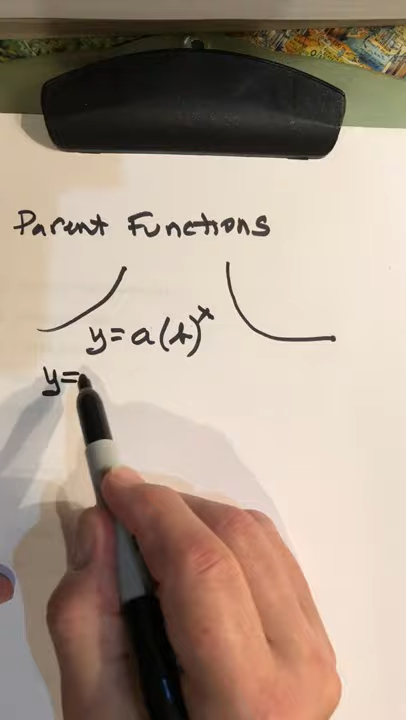 Parent Functions
y=a(b)^x
y=